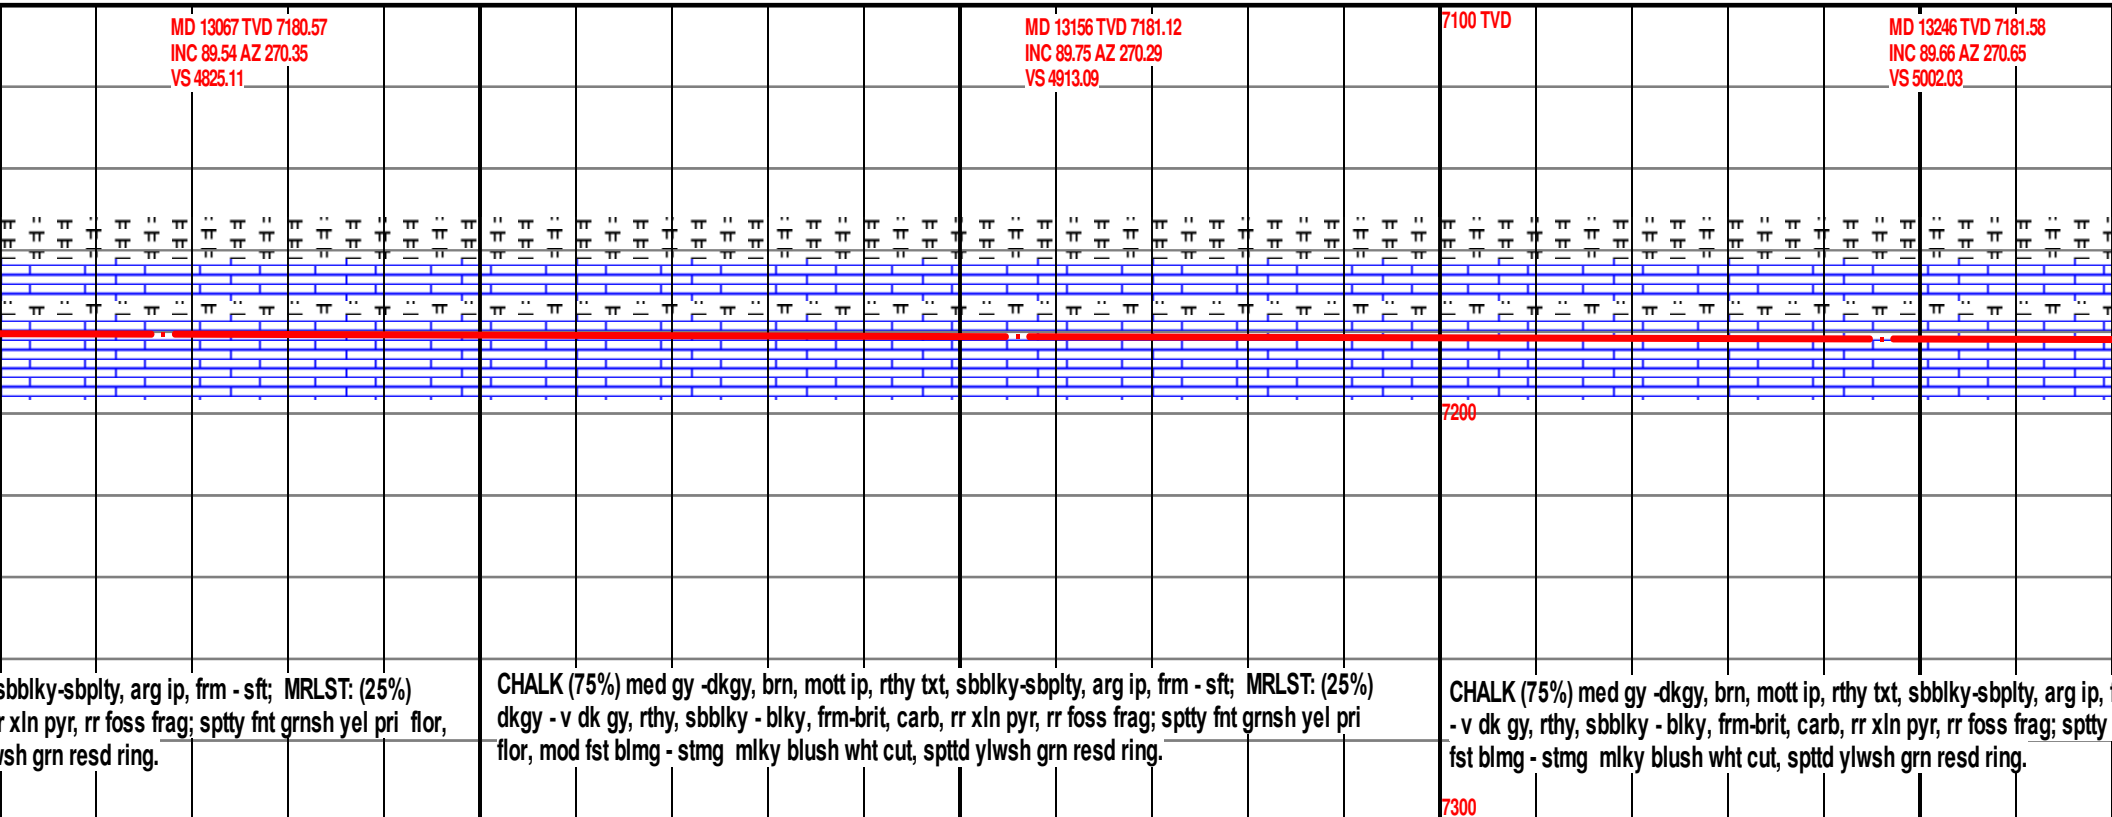 MD 13067 TVD 7180.57
INC 89.54 AZ 270.35
VS 4825.11
MD 13156 TVD 7181.12
INC 89.75 AZ 270.29
VS 4913.09
7100 TVD
MD 13246 TVD 7181.58
INC 89.66 AZ 270.65
VS 5002.03
7200
sbblky-sbplty, arg ip, frm - sft; MRLST: (25%)
r xln pyr, rr foss frag; sptty fnt grnsh yel pri flor,
wsh grn resd ring.
CHALK (75%) med gy -dkgy, brn, mott ip, rthy txt, sbblky-sbplty, arg ip, frm - sft; MRLST: (25%)
dkgy - v dk gy, rthy, sbblky - blky, frm-brit, carb, rr xln pyr, rr foss frag; sptty fnt grnsh yel pri
flor, mod fst blmg - stmg mlky blush wht cut, spttd ylwsh grn resd ring.
CHALK (75%) med gy -dkgy, brn, mott ip, rthy txt, sbblky-sbplty, arg ip,
- v dk gy, rthy, sbblky - blky, frm-brit, carb, rr xln pyr, rr foss frag; sptty
fst blmg - stmg mlky blush wht cut, spttd ylwsh grn resd ring.
7300